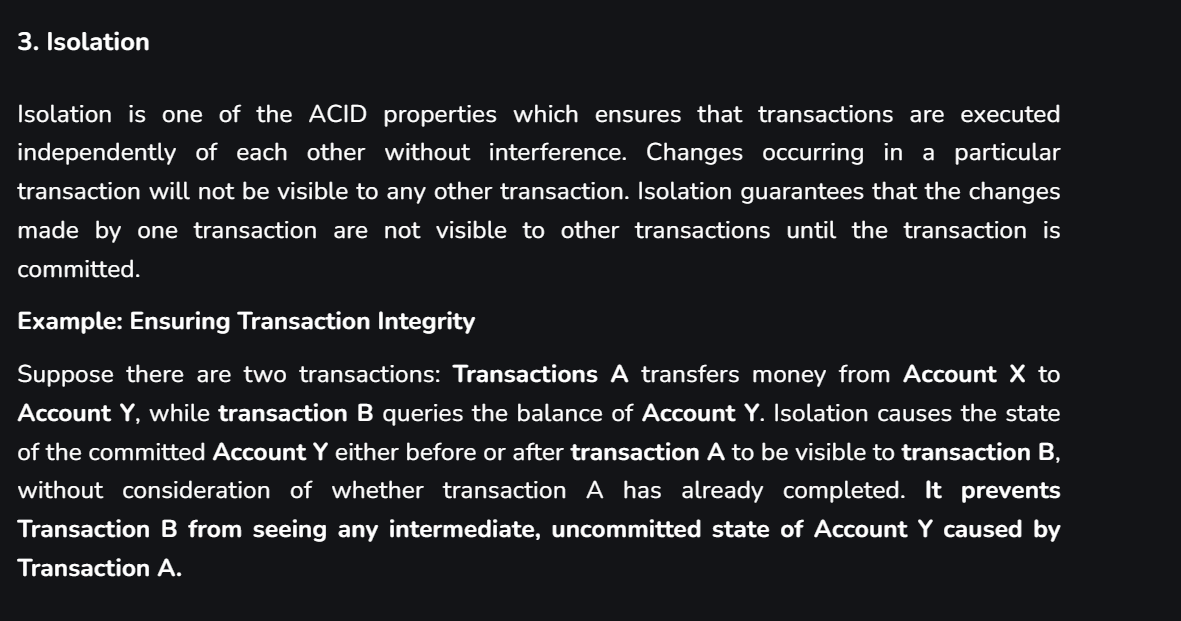 3. Isolation
Isolation is one of the ACID properties which ensures that transactions are executed
independently of each other without interference. Changes occurring in a particular
transaction will not be visible to any other transaction. Isolation guarantees that the changes
made by one transaction are not visible to other transactions until the transaction is
committed.
Example: Ensuring Transaction Integrity
Suppose there are two transactions: Transactions A transfers money from Account X to
Account Y, while transaction B queries the balance of Account Y. Isolation causes the state
of the committed Account Y either before or after transaction A to be visible to transaction B,
without consideration of whether transaction A has already completed. It prevents
Transaction B from seeing any intermediate, uncommitted state of Account Y caused by
Transaction A.